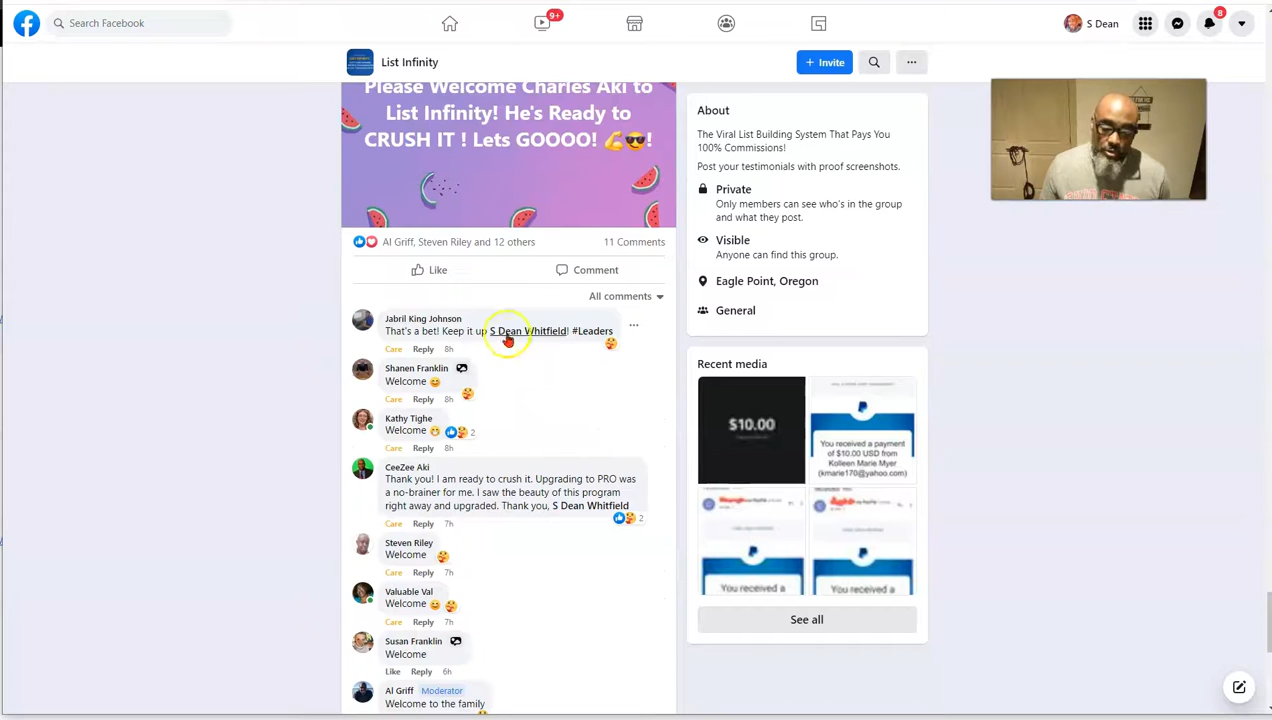 Search Facebook
9+
S Dean
8
List Infinity
+ Invite
Please Welcome Charles Aki to
List Infinity! He's Ready to
CRUSH IT ! Lets GOOOO! 💪😎!
Al Griff, Steven Riley and 12 others
11 Comments
Like
Comment
All comments
Jabril King Johnson
That's a bet! Keep it up S Dean Whitfield! #Leaders
Care Reply 8h
Shanen Franklin
Welcome 😊
Care Reply 8h
Kathy Tighe
Welcome 😁
2
Care Reply 8h
CeeZee Aki
Thank you! I am ready to crush it. Upgrading to PRO was
a no-brainer for me. I saw the beauty of this program
right away and upgraded. Thank you, S Dean Whitfield
2
Care Reply 7h
Steven Riley
Welcome
Care Reply 7h
Valuable Val
Welcome 😊
Care Reply 7h
Susan Franklin
Welcome
Like Reply 6h
Al Griff Moderator
Welcome to the family
About
The Viral List Building System That Pays You
100% Commissions!
Post your testimonials with proof screenshots.
Private
Only members can see who's in the group
and what they post.
Visible
Anyone can find this group.
Eagle Point, Oregon
General
Recent media
$10.00
You received a payment
of $10.00 USD from
Kolleen Marie Myer
(kmarie170@yahoo.com)
You received a
You received a
See all